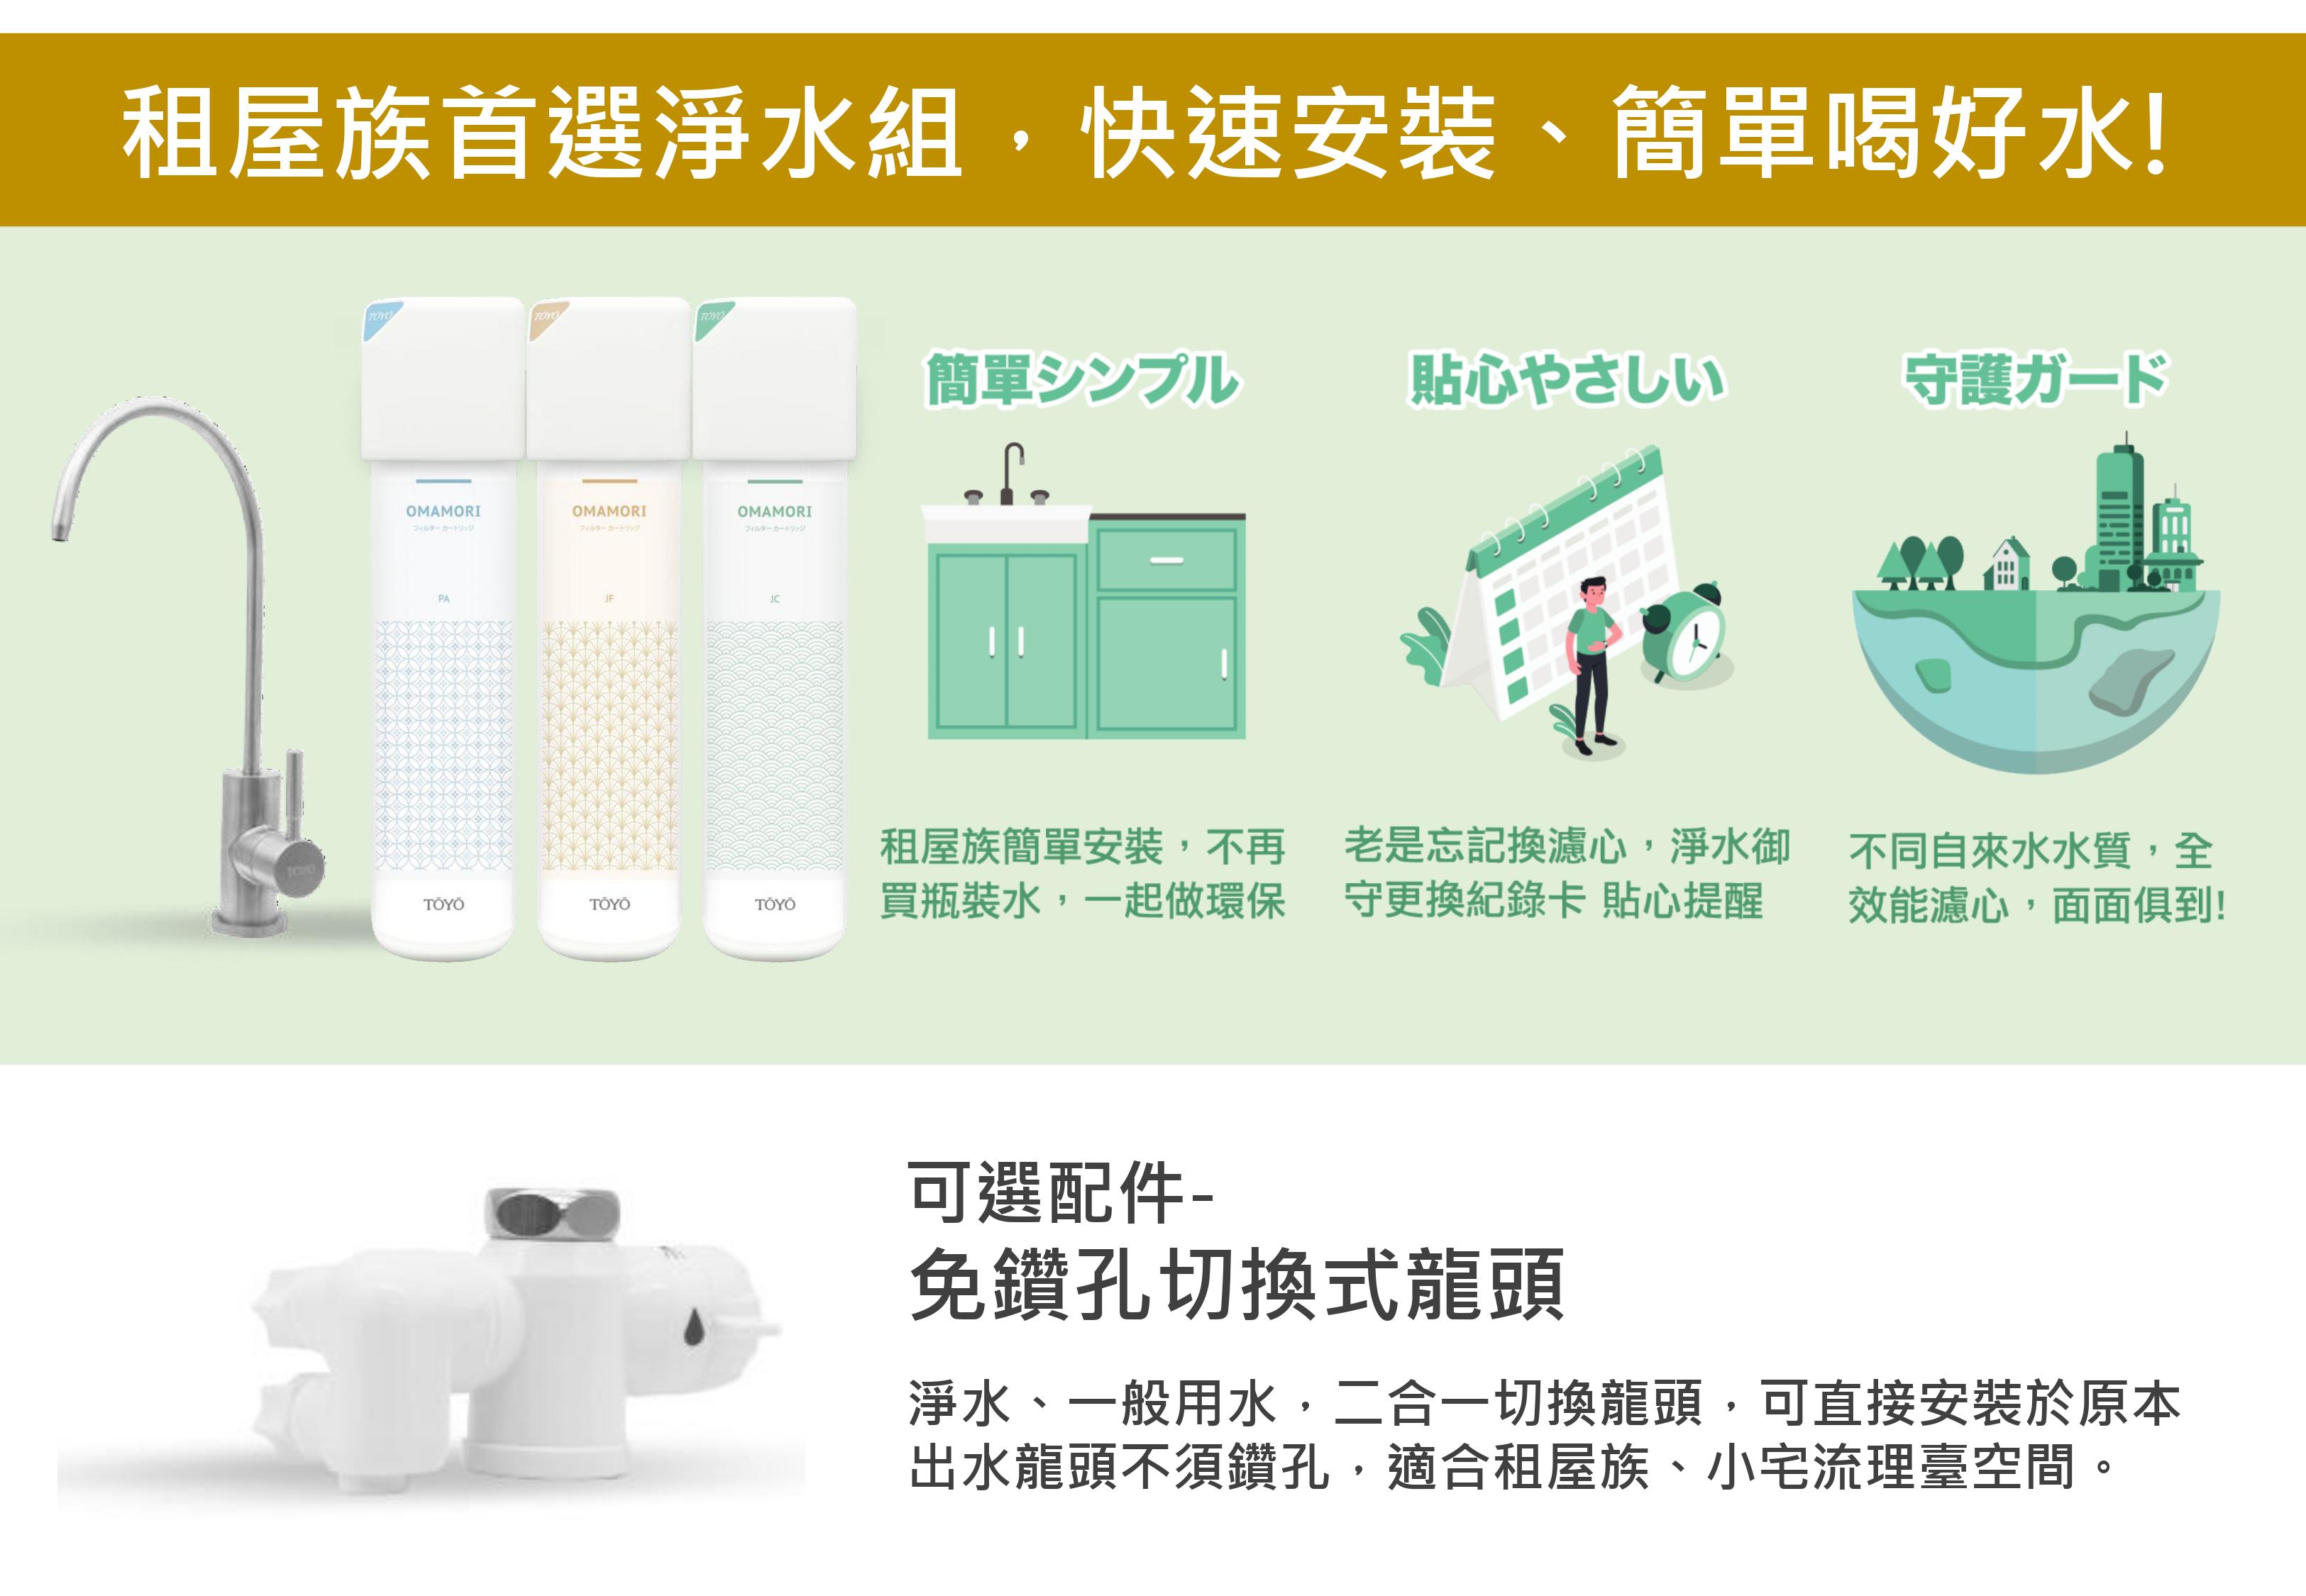 租屋族首選淨水組，快速安裝、簡單喝好水!
TOYO
TOYO
TOYO
簡單シンプル
貼心やさしい
守護ガード
OMAMORI
フィルター カートリッジ
OMAMORI
フィルター カートリッジ
OMAMORI
フィルター カートリッジ
PA
JF
JC
TOYO
TŌYŌ
TŌYŌ
TŌYŌ
租屋族簡單安裝，不再
買瓶裝水，一起做環保
老是忘記換濾心，淨水御
守更換紀錄卡 貼心提醒
不同自來水水質，全
效能濾心，面面俱到!
可選配件-
免鑽孔切換式龍頭
淨水、一般用水，二合一切換龍頭，可直接安裝於原本
出水龍頭不須鑽孔，適合租屋族、小宅流理臺空間。